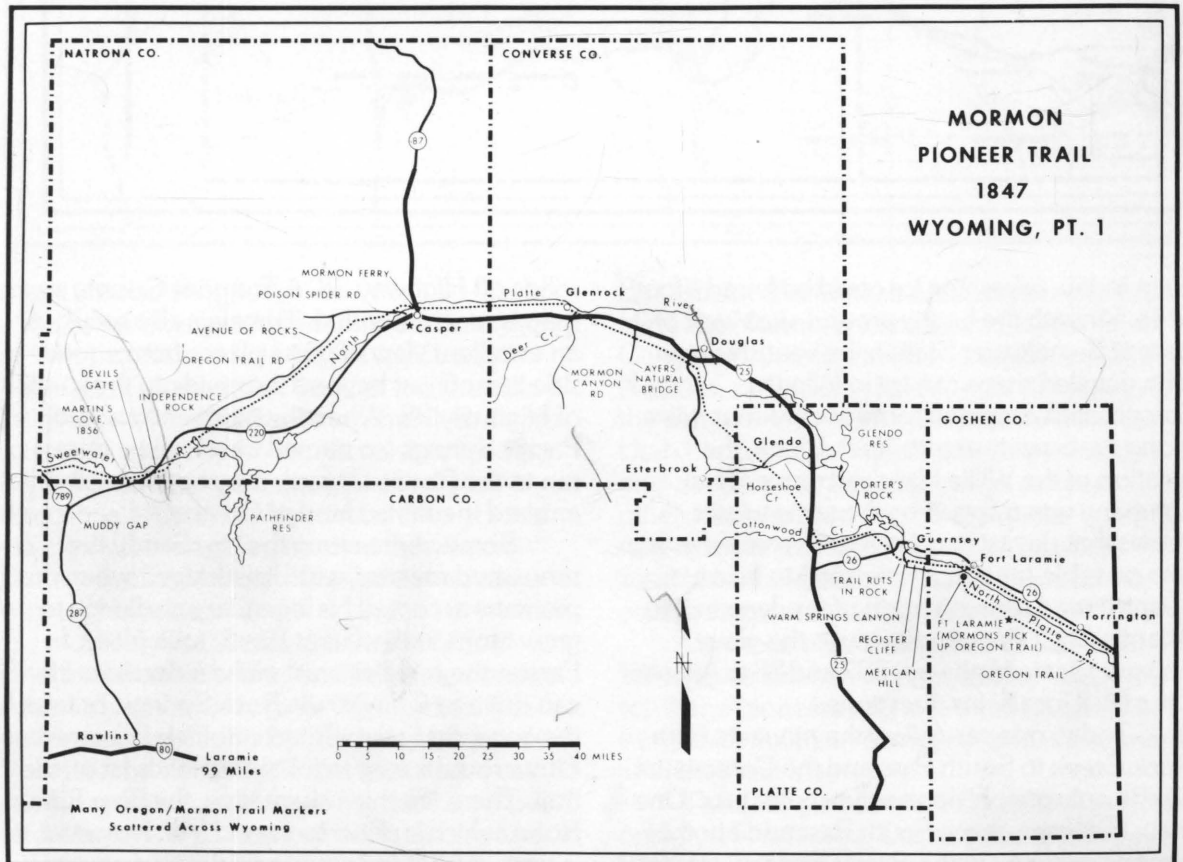 NATRONA CO.
CONVERSE CO.
MORMON
PIONEER TRAIL
1847
WYOMING, PT. 1
87
MORMON FERRY
POISON SPIDER RD
AVENUE OF ROCKS
OREGON TRAIL RD
DEVILS
GATE
INDEPENDENCE
ROCK
MARTIN'S
COVE
1856
Sweetwater
R.
North
Casper
Platte
Glenrock
River
Deer C.
MORMON
CANYON
RD
AYERS
NATURAL
BRIDGE
Douglas
25
220
789
MUDDY GAP
CARBON CO.
PATHFINDER
RES.
287
Rawlins
80
Laramie
99 Miles
Many Oregon/Mormon Trail Markers
Scattered Across Wyoming
0 5 10 15 20 25 30 35 40 MILES
N
Esterbrook
Glendo
GLENDO
RES.
GOSHEN CO.
Horseshoe
Cr
PORTER'S
ROCK
Cottonwood
C.
Guernsey
26
Fort Laramie
TRAIL RUTS
IN ROCK
WARM SPRINGS CANYON
REGISTER
CLIFF
MEXICAN
HILL
North
Platte
R.
26
Torrington
FT LARAMIE
(MORMONS PICK
UP OREGON TRAIL)
OREGON TRAIL
25
PLATTE CO.